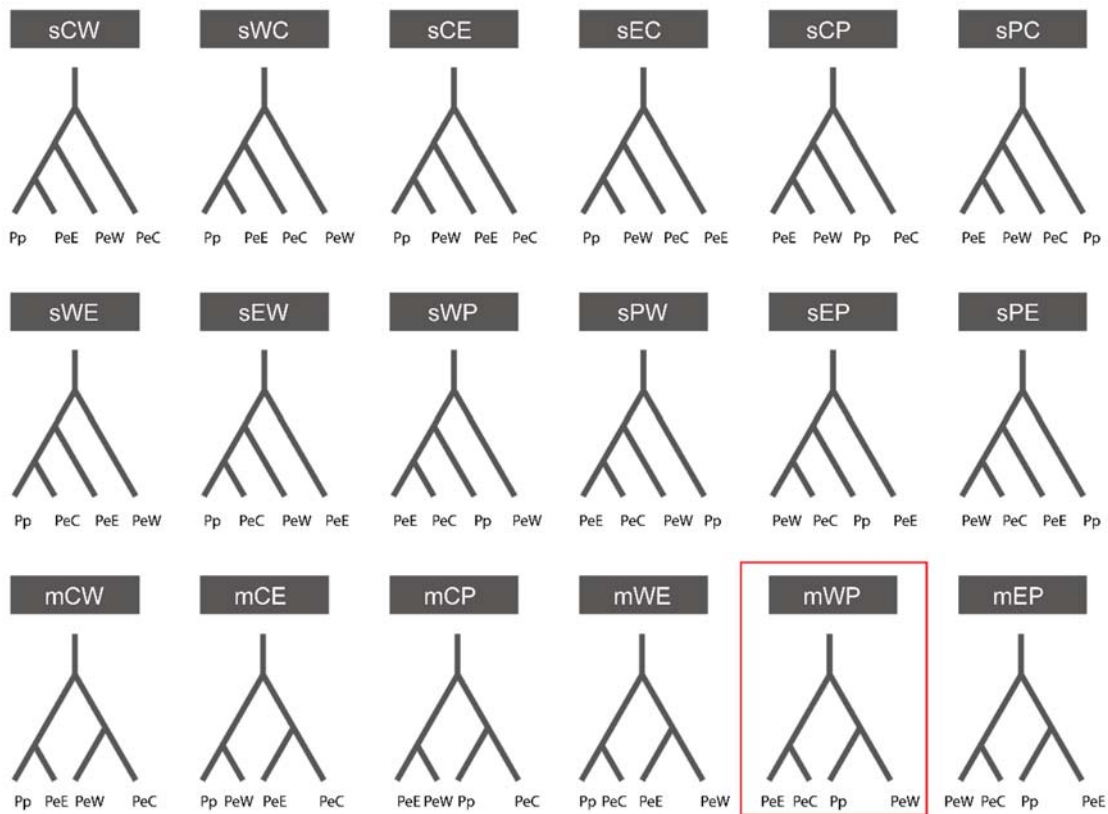 sCW sWC sCE sEC sCP sPC
Pp PeE PeW PeC Pp PeE PeC PeW Pp PeW PeE PeC Pp PeW PeC PeE PeE PeW Pp PeC PeE PeW PeC Pp
sWE sEW sWP sPW sEP sPE
Pp PeC PeE PeW Pp PeC PeW PeE PeE PeC Pp PeW PeE PeC PeW Pp PeW PeC Pp PeE PeW PeC PeE Pp
mCW mCE mCP mWE mWP mEP
Pp PeE PeW PeC Pp PeW PeE PeC PeE PeW Pp PeC Pp PeC PeE PeW PeE PeC Pp PeW PeW PeC Pp PeE